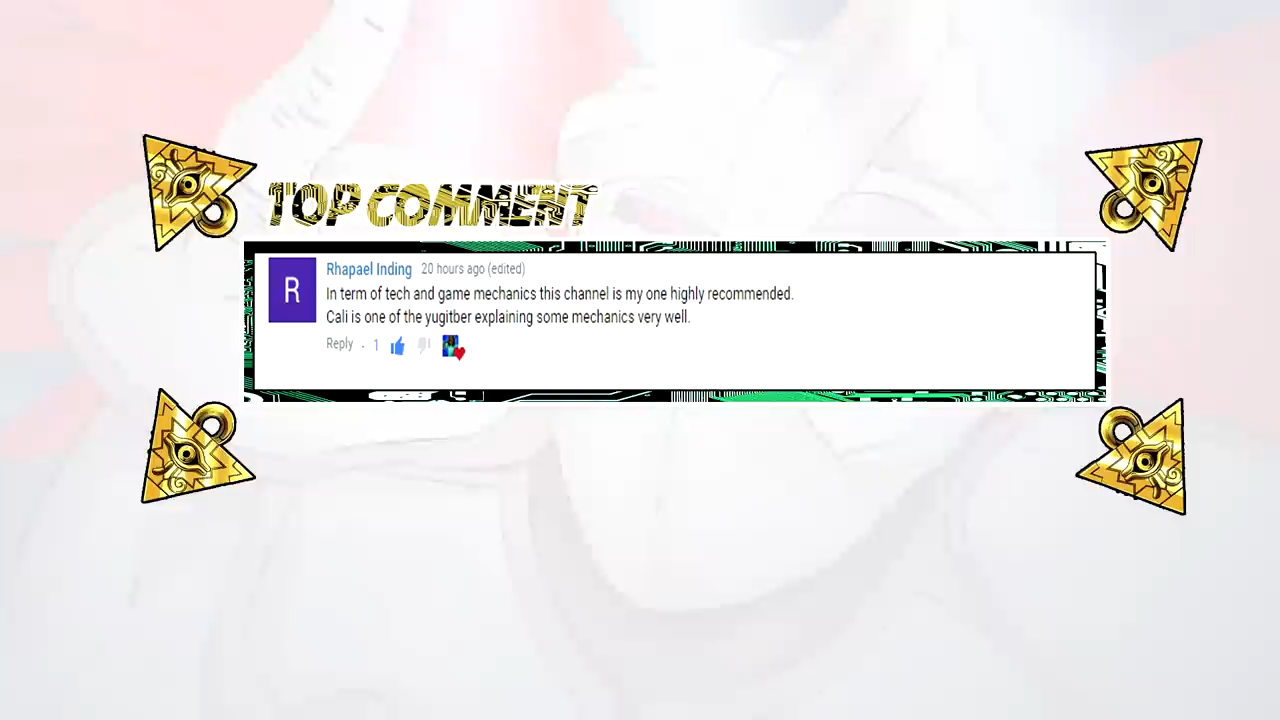 TOP COMMENT
R
Rhapael Inding 20 hours ago (edited)
In term of tech and game mechanics this channel is my one highly recommended.
Cali is one of the yugitber explaining some mechanics very well.
Reply · 1